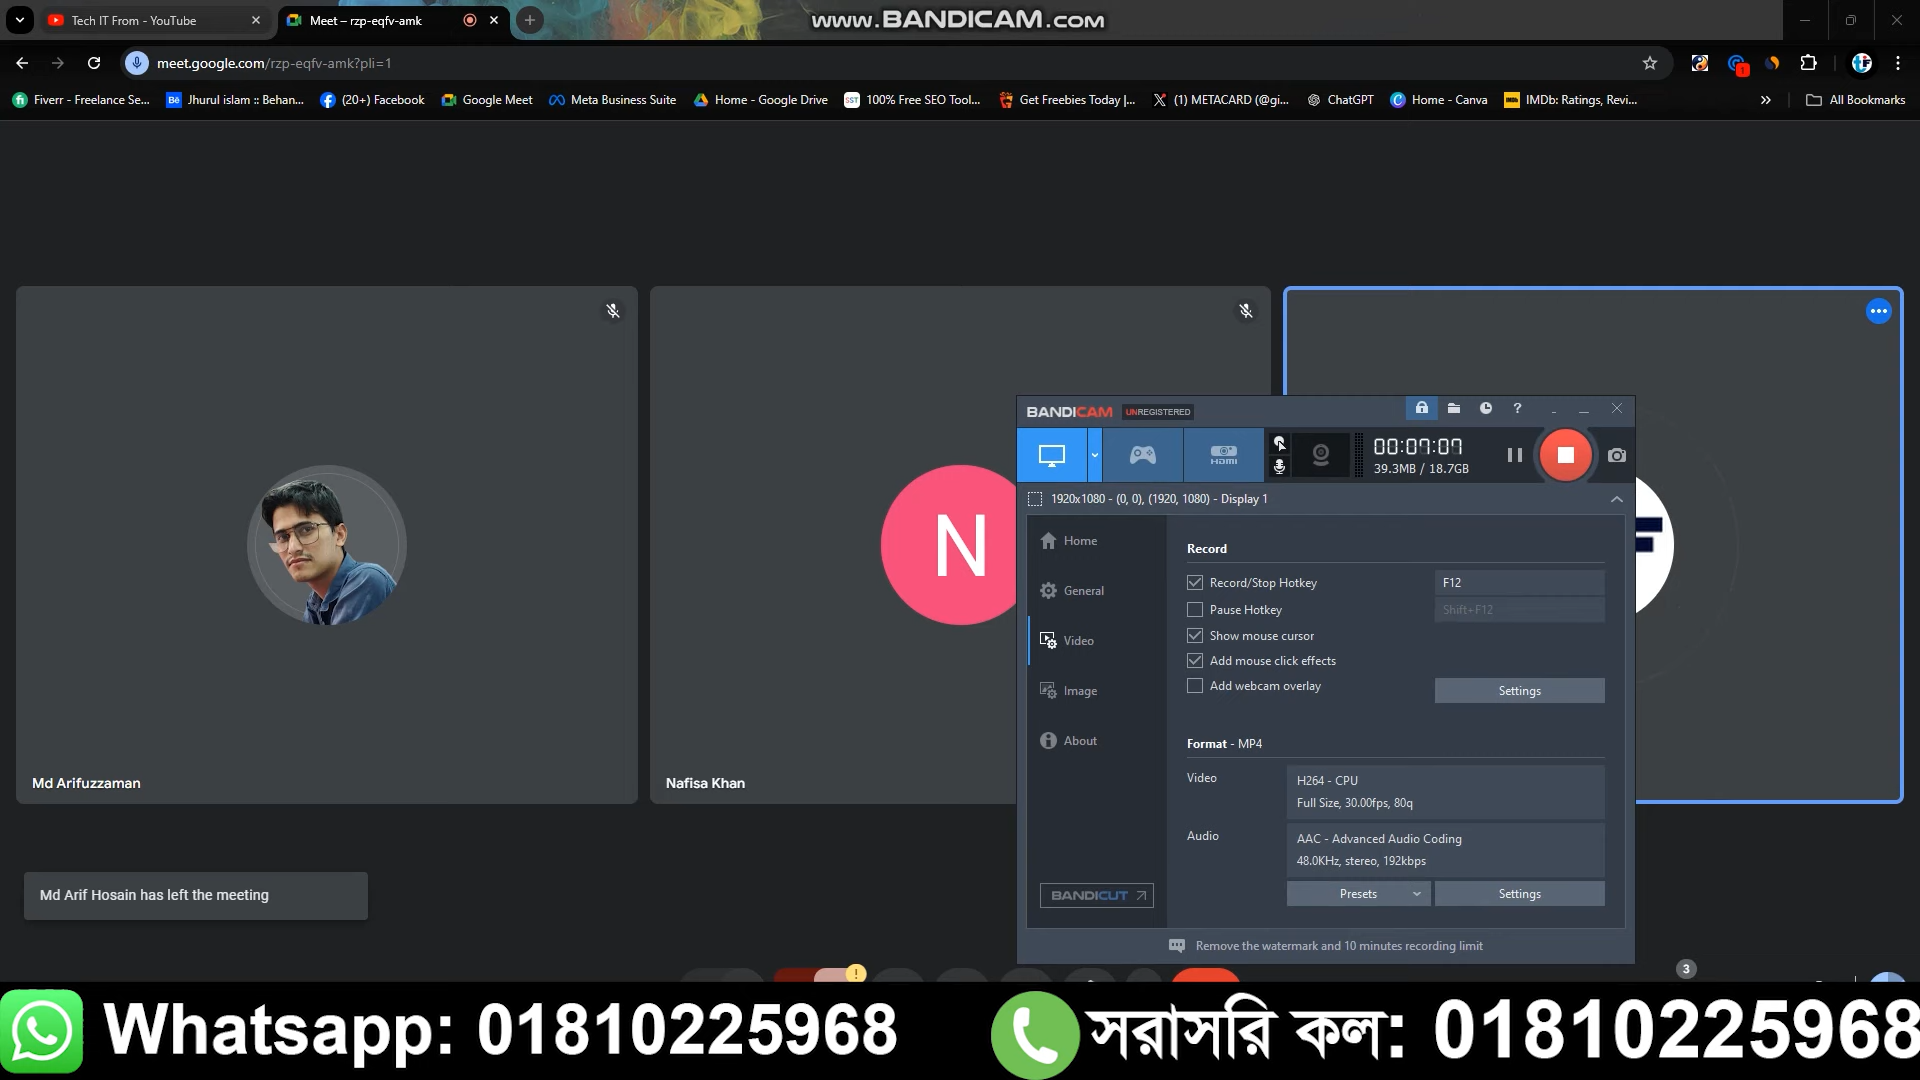 Tech IT From - YouTube
Meet – rzp-eqfv-amk
www.BANDICAM.com
meet.google.com/rzp-eqfv-amk?pli=1
1
Fiverr - Freelance Se...
Bē Jhurul islam :: Behan...
(20+) Facebook
Google Meet
Meta Business Suite
Home - Google Drive
SST 100% Free SEO Tool...
Get Freebies Today |...
(1) METACARD (@gi...
ChatGPT
Home - Canva
IMDb IMDb: Ratings, Revi...
All Bookmarks
BANDICAM UNREGISTERED
HDMI
00:07:07
39.3MB / 18.7GB
1920x1080 - (0, 0), (1920, 1080) - Display 1
Home
General
Video
Image
About
BANDICUT
Record
Record/Stop Hotkey F12
Pause Hotkey Shift+F12
Show mouse cursor
Add mouse click effects
Add webcam overlay
Settings
Format - MP4
Video
H264 - CPU
Full Size, 30.00fps, 80q
Audio
AAC - Advanced Audio Coding
48.0KHz, stereo, 192kbps
Presets
Settings
Remove the watermark and 10 minutes recording limit
N
Md Arifuzzaman
Nafisa Khan
Md Arif Hosain has left the meeting
3
Whatsapp: 01810225968
সরাসরি কল: 01810225968